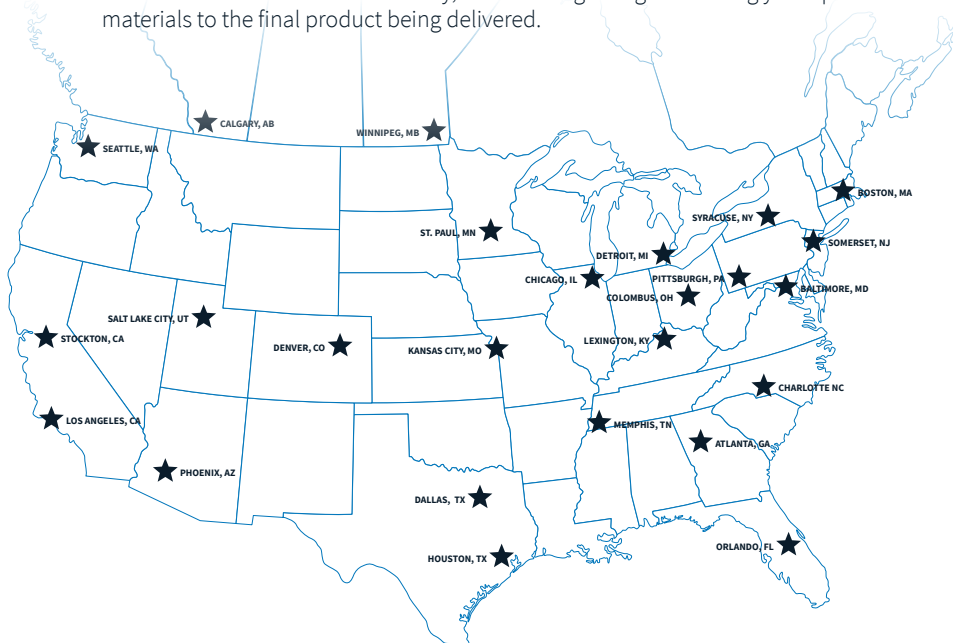 materials to the final product being delivered.
CALGARY, AB
WINNIPEG, MB
SEATTLE, WA
BOSTON, MA
SYRACUSE, NY
ST. PAUL, MN
SOMERSET, NJ
DETROIT, MI
CHICAGO, IL
PITTSBURGH, PA
BALTIMORE, MD
COLOMBUS, OH
SALT LAKE CITY, UT
STOCKTON, CA
DENVER, CO
KANSAS CITY, MO
LEXINGTON, KY
CHARLOTTE NC
LOS ANGELES, CA
MEMPHIS, TN
ATLANTA, GA
PHOENIX, AZ
DALLAS, TX
ORLANDO, FL
HOUSTON, TX